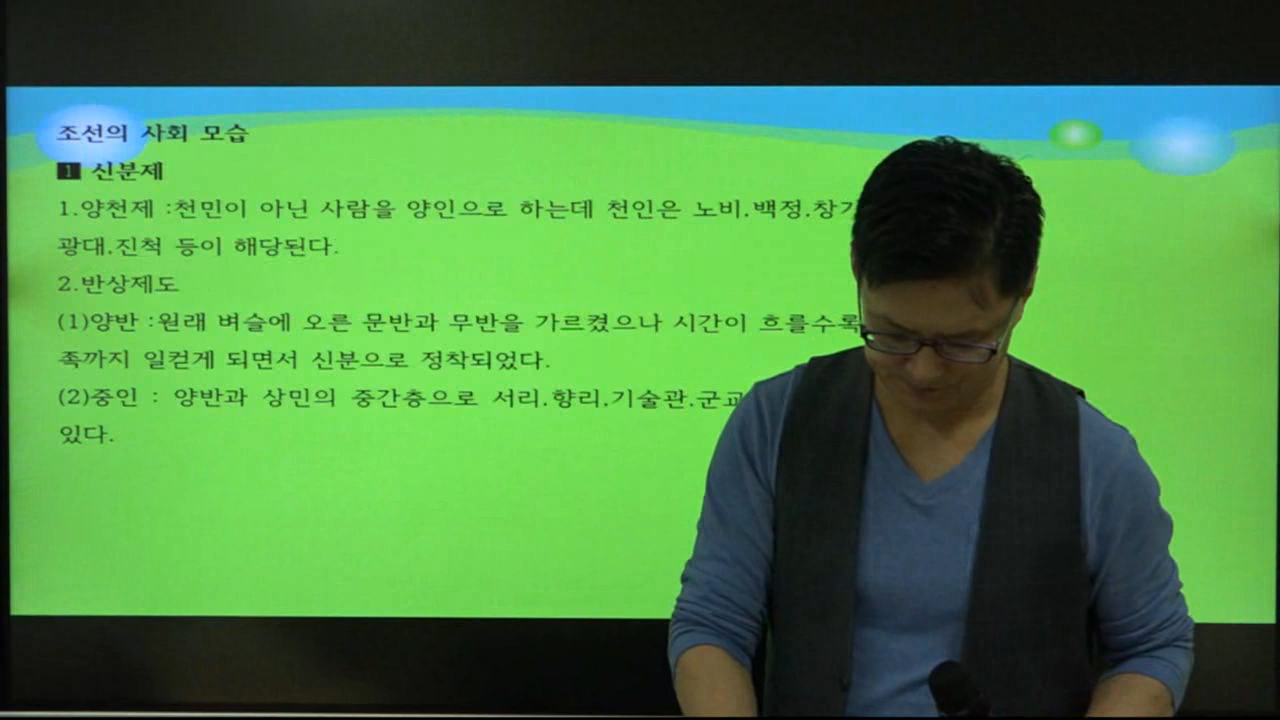 조선의 사회 모습
1 신분제
1.양천제 :천민이 아닌 사람을 양인으로 하는데 천인은 노비.백정.창기
광대.진척 등이 해당된다.
2.반상제도
(1)양반 :원래 벼슬에 오른 문반과 무반을 가르켰으나 시간이 흐를수록
족까지 일컫게 되면서 신분으로 정착되었다.
(2)중인 : 양반과 상민의 중간층으로 서리.향리.기술관.군교
있다.